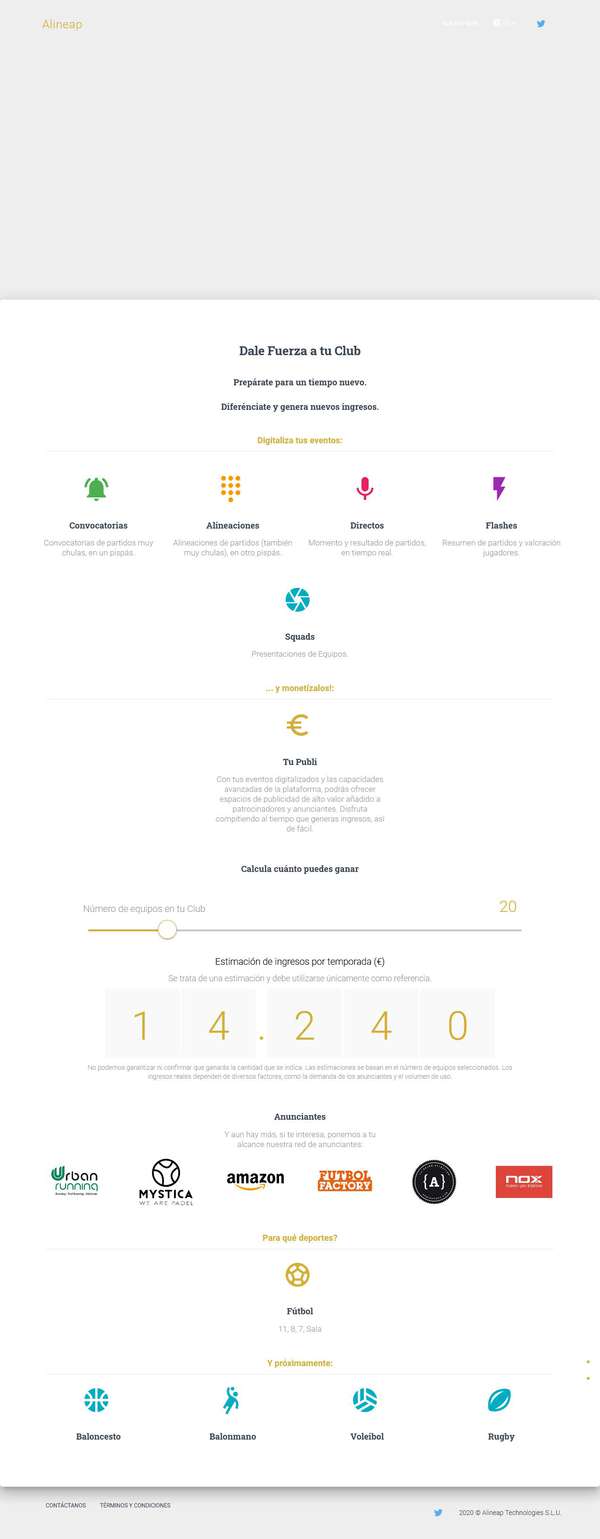 Alineap
Dale Fuerza a tu Club
Prepárate para un tiempo nuevo.
Diferénciate y genera nuevos ingresos.
Digitaliza tus eventos:
Convocatorias
Alineaciones
Directos
Flashes
Convocatorias de partidos muy
chulas, en un pispás.
Alineaciones de partidos (también
muy chulas), en otro pispás.
Momento y resultado de partidos,
en tiempo real.
Resumen de partidos y valoración
jugadores.
Squads
Presentaciones de Equipos.
... y monetízalos!:
€
Tu Publi
Con tus eventos digitalizados y las capacidades
avanzadas de la plataforma, podrás ofrecer
espacios de publicidad de alto valor añadido a
patrocinadores y anunciantes. Disfruta
compitiendo al tiempo que generas ingresos, así
de fácil.
Calcula cuánto puedes ganar
Número de equipos en tu Club
20
Estimación de ingresos por temporada (€)
Se trata de una estimación y debe utilizarse únicamente como referencia.
14.240
No podemos garantizar ni confirmar que ganarás la cantidad que se indica. Las estimaciones se basan en el número de equipos seleccionados. Los
ingresos reales dependen de diversos factores, como la demanda de los anunciantes y el volumen de uso.
Anunciantes
Y aun hay más, si te interesa, ponemos a tu
alcance nuestra red de anunciantes.
Urban
running
MYSTICA
WE ARE PADEL
amazon
FUTBOL
FACTORY
{A}
nox
Para qué deportes?
Fútbol
11, 8, 7, Sala
Y próximamente:
Baloncesto
Balonmano
Voleibol
Rugby
CONTÁCTANOS
TÉRMINOS Y CONDICIONES
2020 © Alineap Technologies S.L.U.